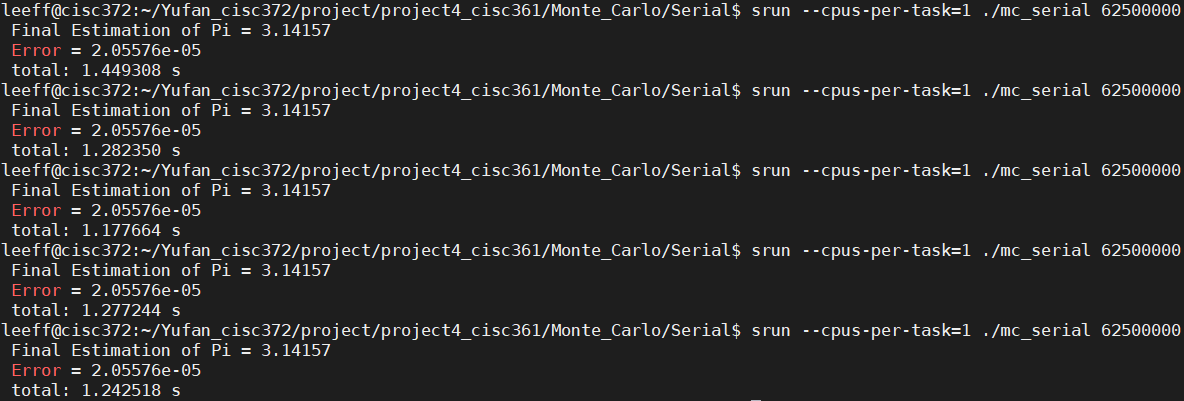 leeff@cisc372:~/Yufan_cisc372/project/project4_cisc361/Monte_Carlo/Serial$ srun --cpus-per-task=1 ./mc_serial 62500000
Final Estimation of Pi = 3.14157
Error = 2.05576e-05
total: 1.449308 s
leeff@cisc372:~/Yufan_cisc372/project/project4_cisc361/Monte_Carlo/Serial$ srun --cpus-per-task=1 ./mc_serial 62500000
Final Estimation of Pi = 3.14157
Error = 2.05576e-05
total: 1.282350 s
leeff@cisc372:~/Yufan_cisc372/project/project4_cisc361/Monte_Carlo/Serial$ srun --cpus-per-task=1 ./mc_serial 62500000
Final Estimation of Pi = 3.14157
Error = 2.05576e-05
total: 1.177664 s
leeff@cisc372:~/Yufan_cisc372/project/project4_cisc361/Monte_Carlo/Serial$ srun --cpus-per-task=1 ./mc_serial 62500000
Final Estimation of Pi = 3.14157
Error = 2.05576e-05
total: 1.277244 s
leeff@cisc372:~/Yufan_cisc372/project/project4_cisc361/Monte_Carlo/Serial$ srun --cpus-per-task=1 ./mc_serial 62500000
Final Estimation of Pi = 3.14157
Error = 2.05576e-05
total: 1.242518 s